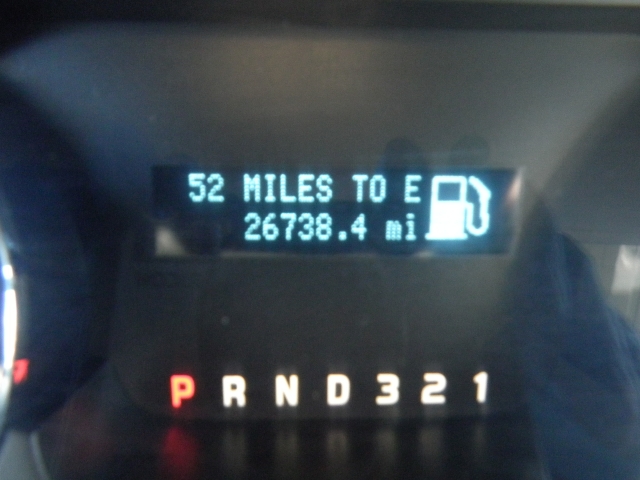 52 MILES TO E
26738.4 mi
P R N D 3 2 1